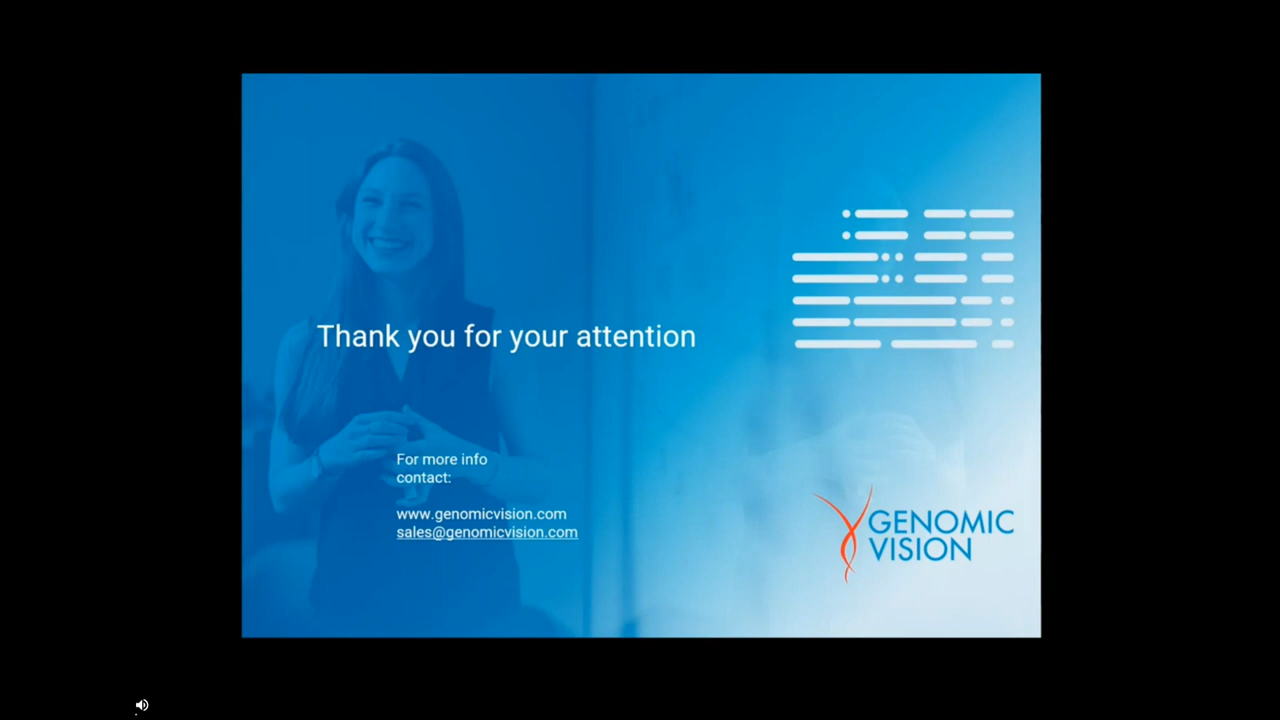 Thank you for your attention
For more info
contact:
www.genomicvision.com
sales@genomicvision.com
GENOMIC
VISION